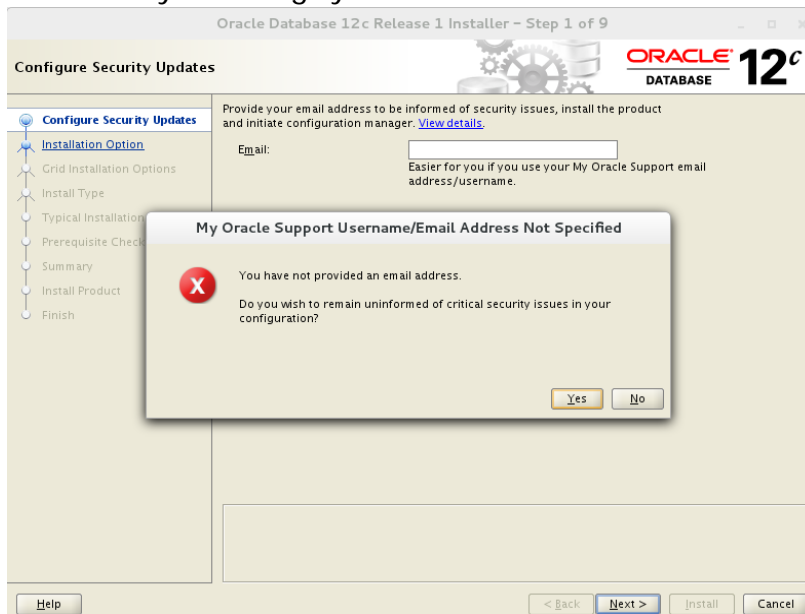 Oracle Database 12c Release 1 Installer – Step 1 of 9
Configure Security Updates
ORACLE
DATABASE
12c
Configure Security Updates
Installation Option
Grid Installation Options
Install Type
Typical Installation
Prerequisite Check
Summary
Install Product
Finish
Provide your email address to be informed of security issues, install the product
and initiate configuration manager. View details.
Email:
Easier for you if you use your My Oracle Support email
address/username.
My Oracle Support Username/Email Address Not Specified
X
You have not provided an email address.
Do you wish to remain uninformed of critical security issues in your
configuration?
Yes
No
Help
< Back
Next >
Install
Cancel